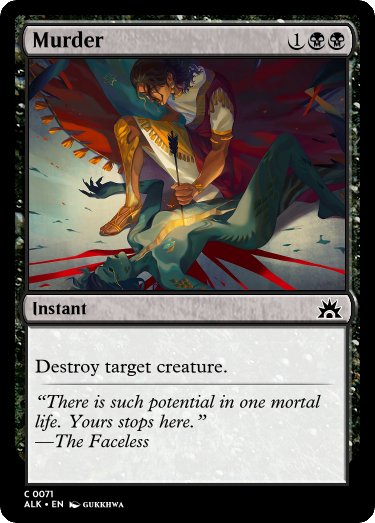 Murder 1
Instant
Destroy target creature.
“There is such potential in one mortal
life. Yours stops here.”
—The Faceless
C 0071
ALK • EN GUKKHWA